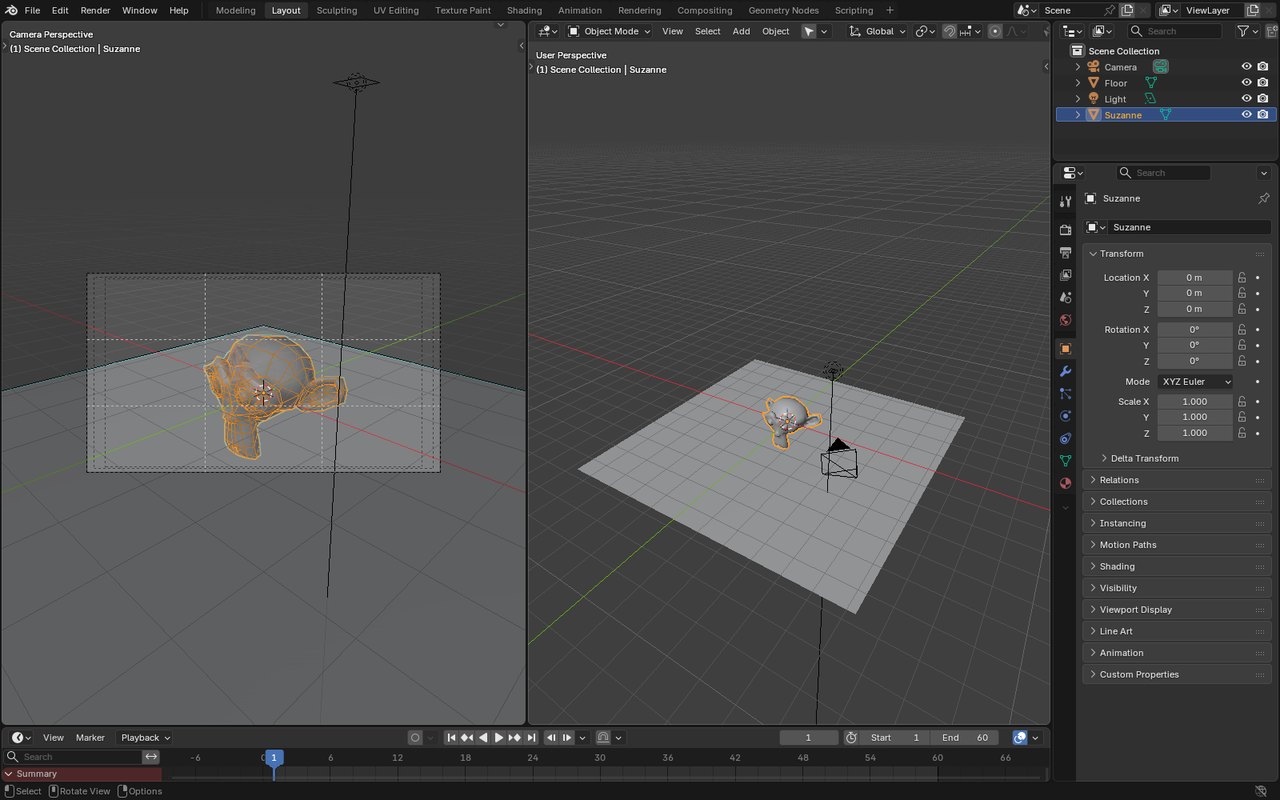 File Edit Render Window Help Modeling Layout Sculpting UV Editing Texture Paint Shading Animation Rendering Compositing Geometry Nodes Scripting + Scene ViewLayer
Camera Perspective
(1) Scene Collection | Suzanne
Object Mode View Select Add Object Global
User Perspective
(1) Scene Collection | Suzanne
Search
Scene Collection
Camera
Floor
Light
Suzanne
Search
Suzanne
Suzanne
Transform
Location X 0 m
Y 0 m
Z 0 m
Rotation X 0°
Y 0°
Z 0°
Mode XYZ Euler
Scale X 1.000
Y 1.000
Z 1.000
Delta Transform
Relations
Collections
Instancing
Motion Paths
Shading
Visibility
Viewport Display
Line Art
Animation
Custom Properties
View Marker Playback 1 Start 1 End 60
Search -6 0 1 6 12 18 24 30 36 42 48 54 60 66
Summary
Select Rotate View Options